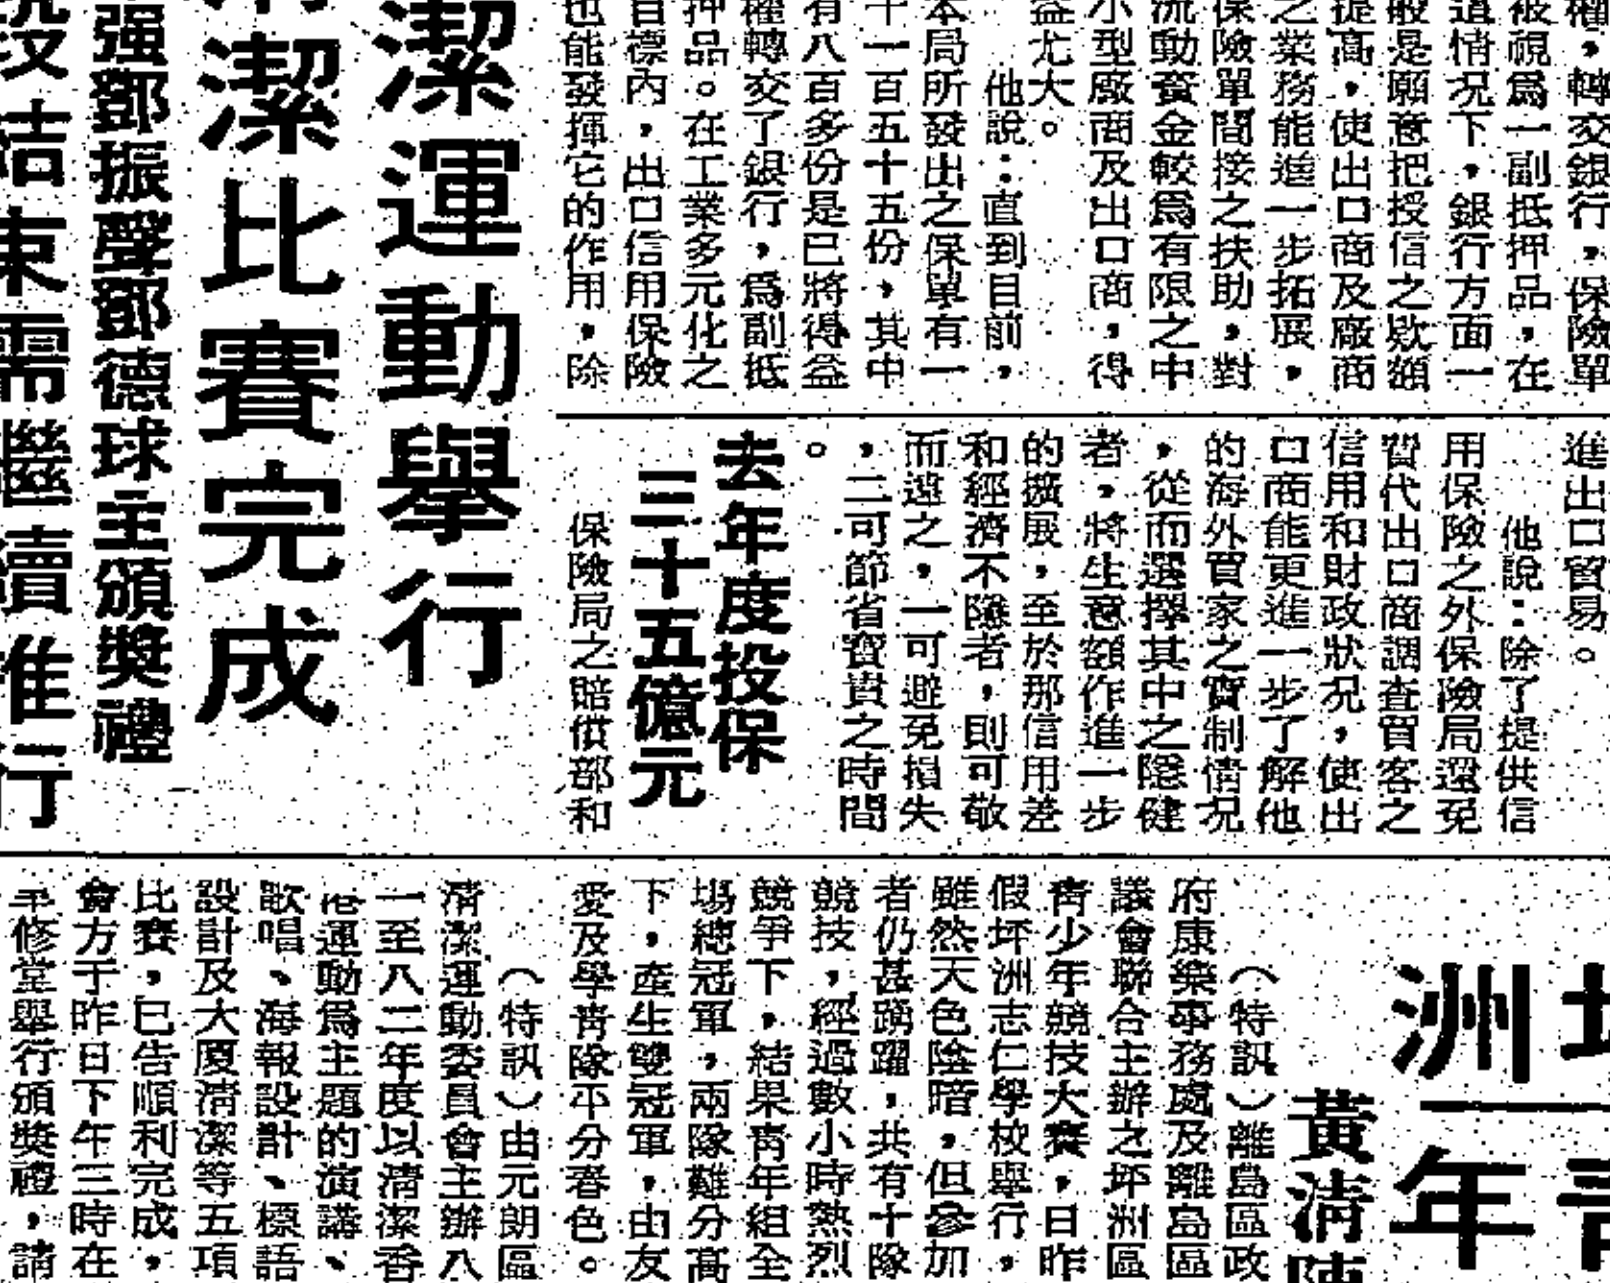 權，轉交銀行，保險單
被視爲一副抵押品，在
這情况下，銀行方面一
般是願意把授信之欵額
提高，使出口商及廠商
之業務能進一步拓展，
保險單間接之扶助，對
流動資金較爲有限之中
小型廠商及出口商，得
益尤大。
他說：直到目前，
本局所發出之保單有一
千一百五十五份，其中
有八百多份是已將得益
權轉交了銀行，爲副抵
押品。在工業多元化之
目標內，出口信用保險
也能發揮它的作用，除
進出口貿易。
他說：除了提供信
用保險之外保險局還免
費代出口商調查買客之
信用和財政狀况，使出
口商能更進一步了解他
的海外買家之實制情况
，從而選擇其中之隱健
者，將生意額作進一步
的擴展，至於那信用差
和經濟不隱者，則可敬
而遠之，一可避免損失
，二可節省寶貴之時間
。
去年度投保
三十五億元
保險局之賠償部和
潔運動舉行
清潔比賽完成
强鄧振聲鄧德球主頒獎禮
段結束需繼續推行
洲
年
黃清陳
（特訊）離島區政
府康樂事務處及離島區
議會聯合主辦之坪洲區
靑少年競技大賽，日昨
假坪洲志仁學校舉行，
雖然天色陰暗，但參加
者仍甚踴躍，共有十隊
競技，經過數小時熱烈
競爭下，結果靑年組全
場總冠軍，兩隊難分高
下，產生雙冠軍，由友
愛及學靑隊平分春色。
（特訊）由元朗區
清潔運動委員會主辦八
一至八二年度以清潔香
港運動爲主題的演講、
歌唱、海報設計、標語
設計及大厦清潔等五項
比賽，已告順利完成，
會方于昨日下午三時在
修堂舉行頒獎禮，請